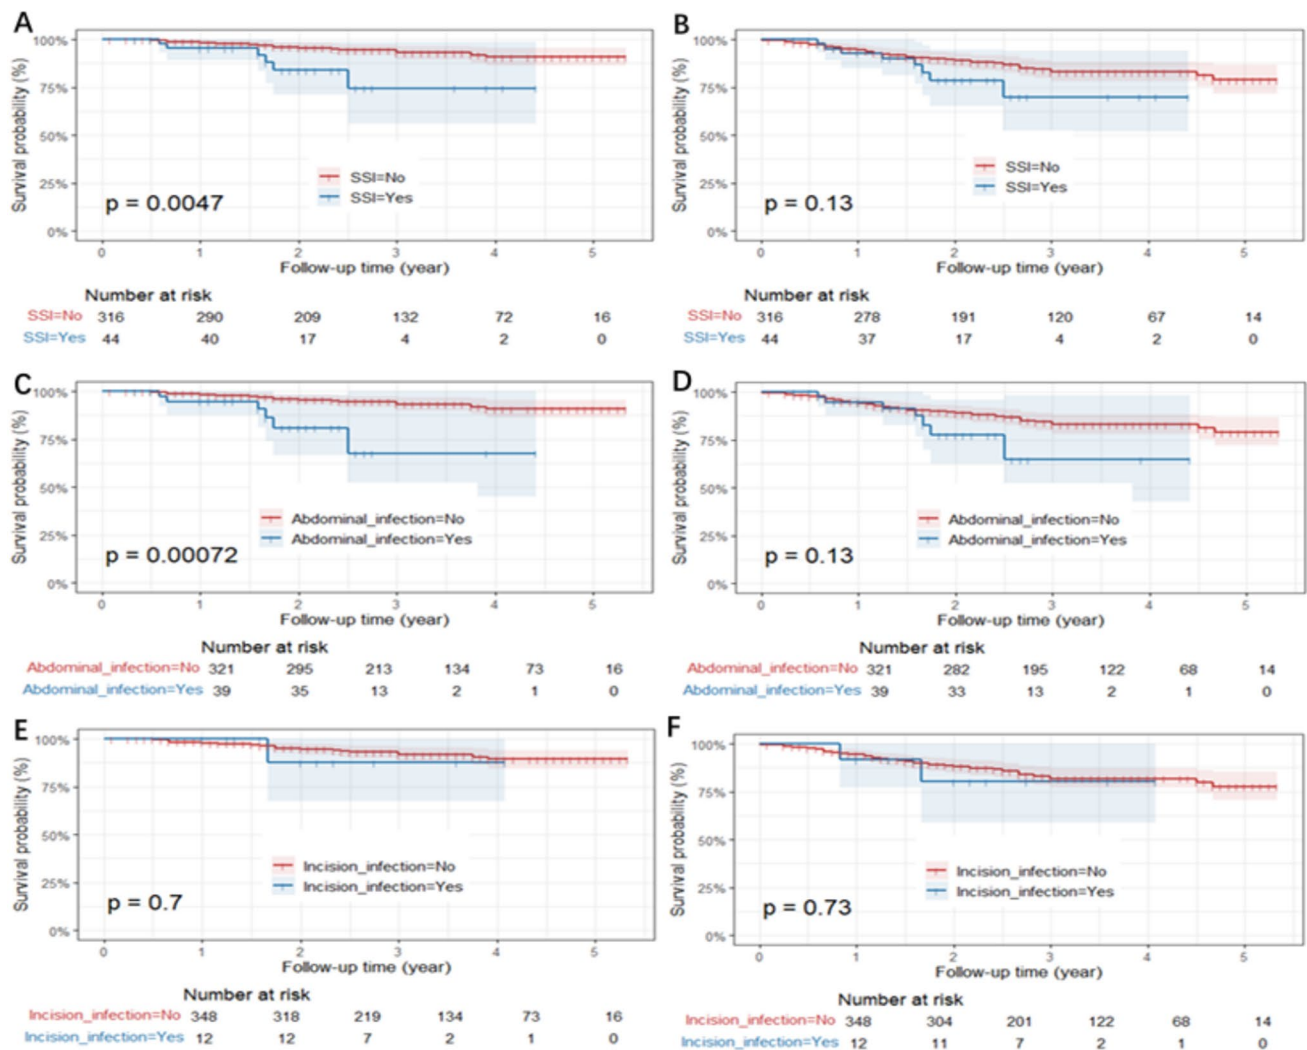 A
Survival probability (%)
100%
75%
50%
25%
0%
SSI=No
SSI=Yes
p = 0.0047
0 1 2 3 4 5
Follow-up time (year)
Number at risk
SSI=No 316 290 209 132 72 16
SSI=Yes 44 40 17 4 2 0
B
Survival probability (%)
100%
75%
50%
25%
0%
SSI=No
SSI=Yes
p = 0.13
0 1 2 3 4 5
Follow-up time (year)
Number at risk
SSI=No 316 278 191 120 67 14
SSI=Yes 44 37 17 4 2 0
C
Survival probability (%)
100%
75%
50%
25%
0%
Abdominal_infection=No
Abdominal_infection=Yes
p = 0.00072
0 1 2 3 4 5
Follow-up time (year)
Number at risk
Abdominal_infection=No 321 295 213 134 73 16
Abdominal_infection=Yes 39 35 13 2 1 0
D
Survival probability (%)
100%
75%
50%
25%
0%
Abdominal_infection=No
Abdominal_infection=Yes
p = 0.13
0 1 2 3 4 5
Follow-up time (year)
Number at risk
Abdominal_infection=No 321 282 195 122 68 14
Abdominal_infection=Yes 39 33 13 2 1 0
E
Survival probability (%)
100%
75%
50%
25%
0%
Incision_infection=No
Incision_infection=Yes
p = 0.7
0 1 2 3 4 5
Follow-up time (year)
Number at risk
Incision_infection=No 348 318 219 134 73 16
Incision_infection=Yes 12 12 7 2 1 0
F
Survival probability (%)
100%
75%
50%
25%
0%
Incision_infection=No
Incision_infection=Yes
p = 0.73
0 1 2 3 4 5
Follow-up time (year)
Number at risk
Incision_infection=No 348 304 201 122 68 14
Incision_infection=Yes 12 11 7 2 1 0